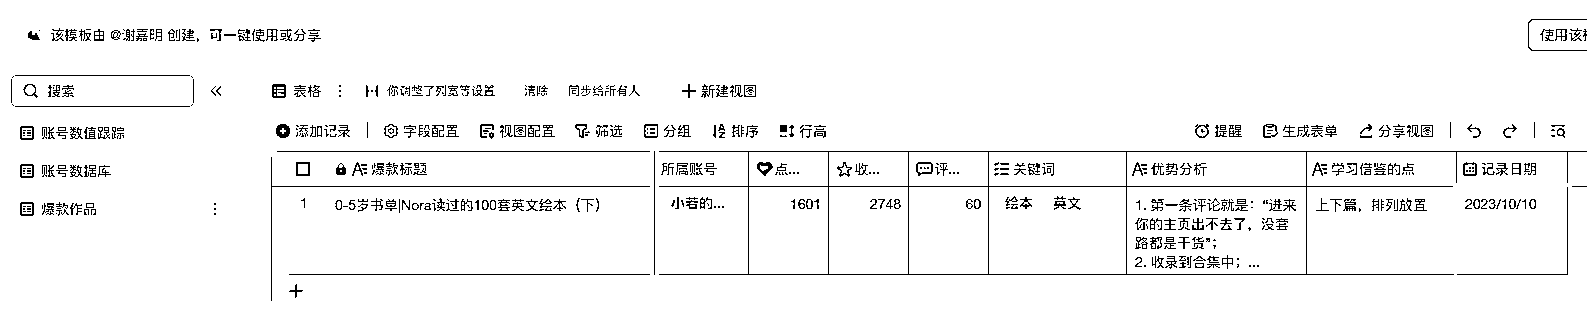 该模板由 @谢嘉明 创建，可一键使用或分享
使用该
搜索
表格 你调整了列宽等设置 清除 同步给所有人 新建视图
账号数值跟踪
添加记录 字段配置 视图配置 筛选 分组 排序 行高 提醒 生成表单 分享视图
账号数据库
爆款标题 所属账号 点... 收... 评... 关键词 优势分析 学习借鉴的点 记录日期
爆款作品
1 0-5岁书单|Nora读过的100套英文绘本（下） 小若的... 1601 2748 60 绘本 英文 1. 第一条评论就是：“进来 上下篇，排列放置 2023/10/10
你的主页出不去了，没套
路都是干货”；
2. 收录到合集中；...